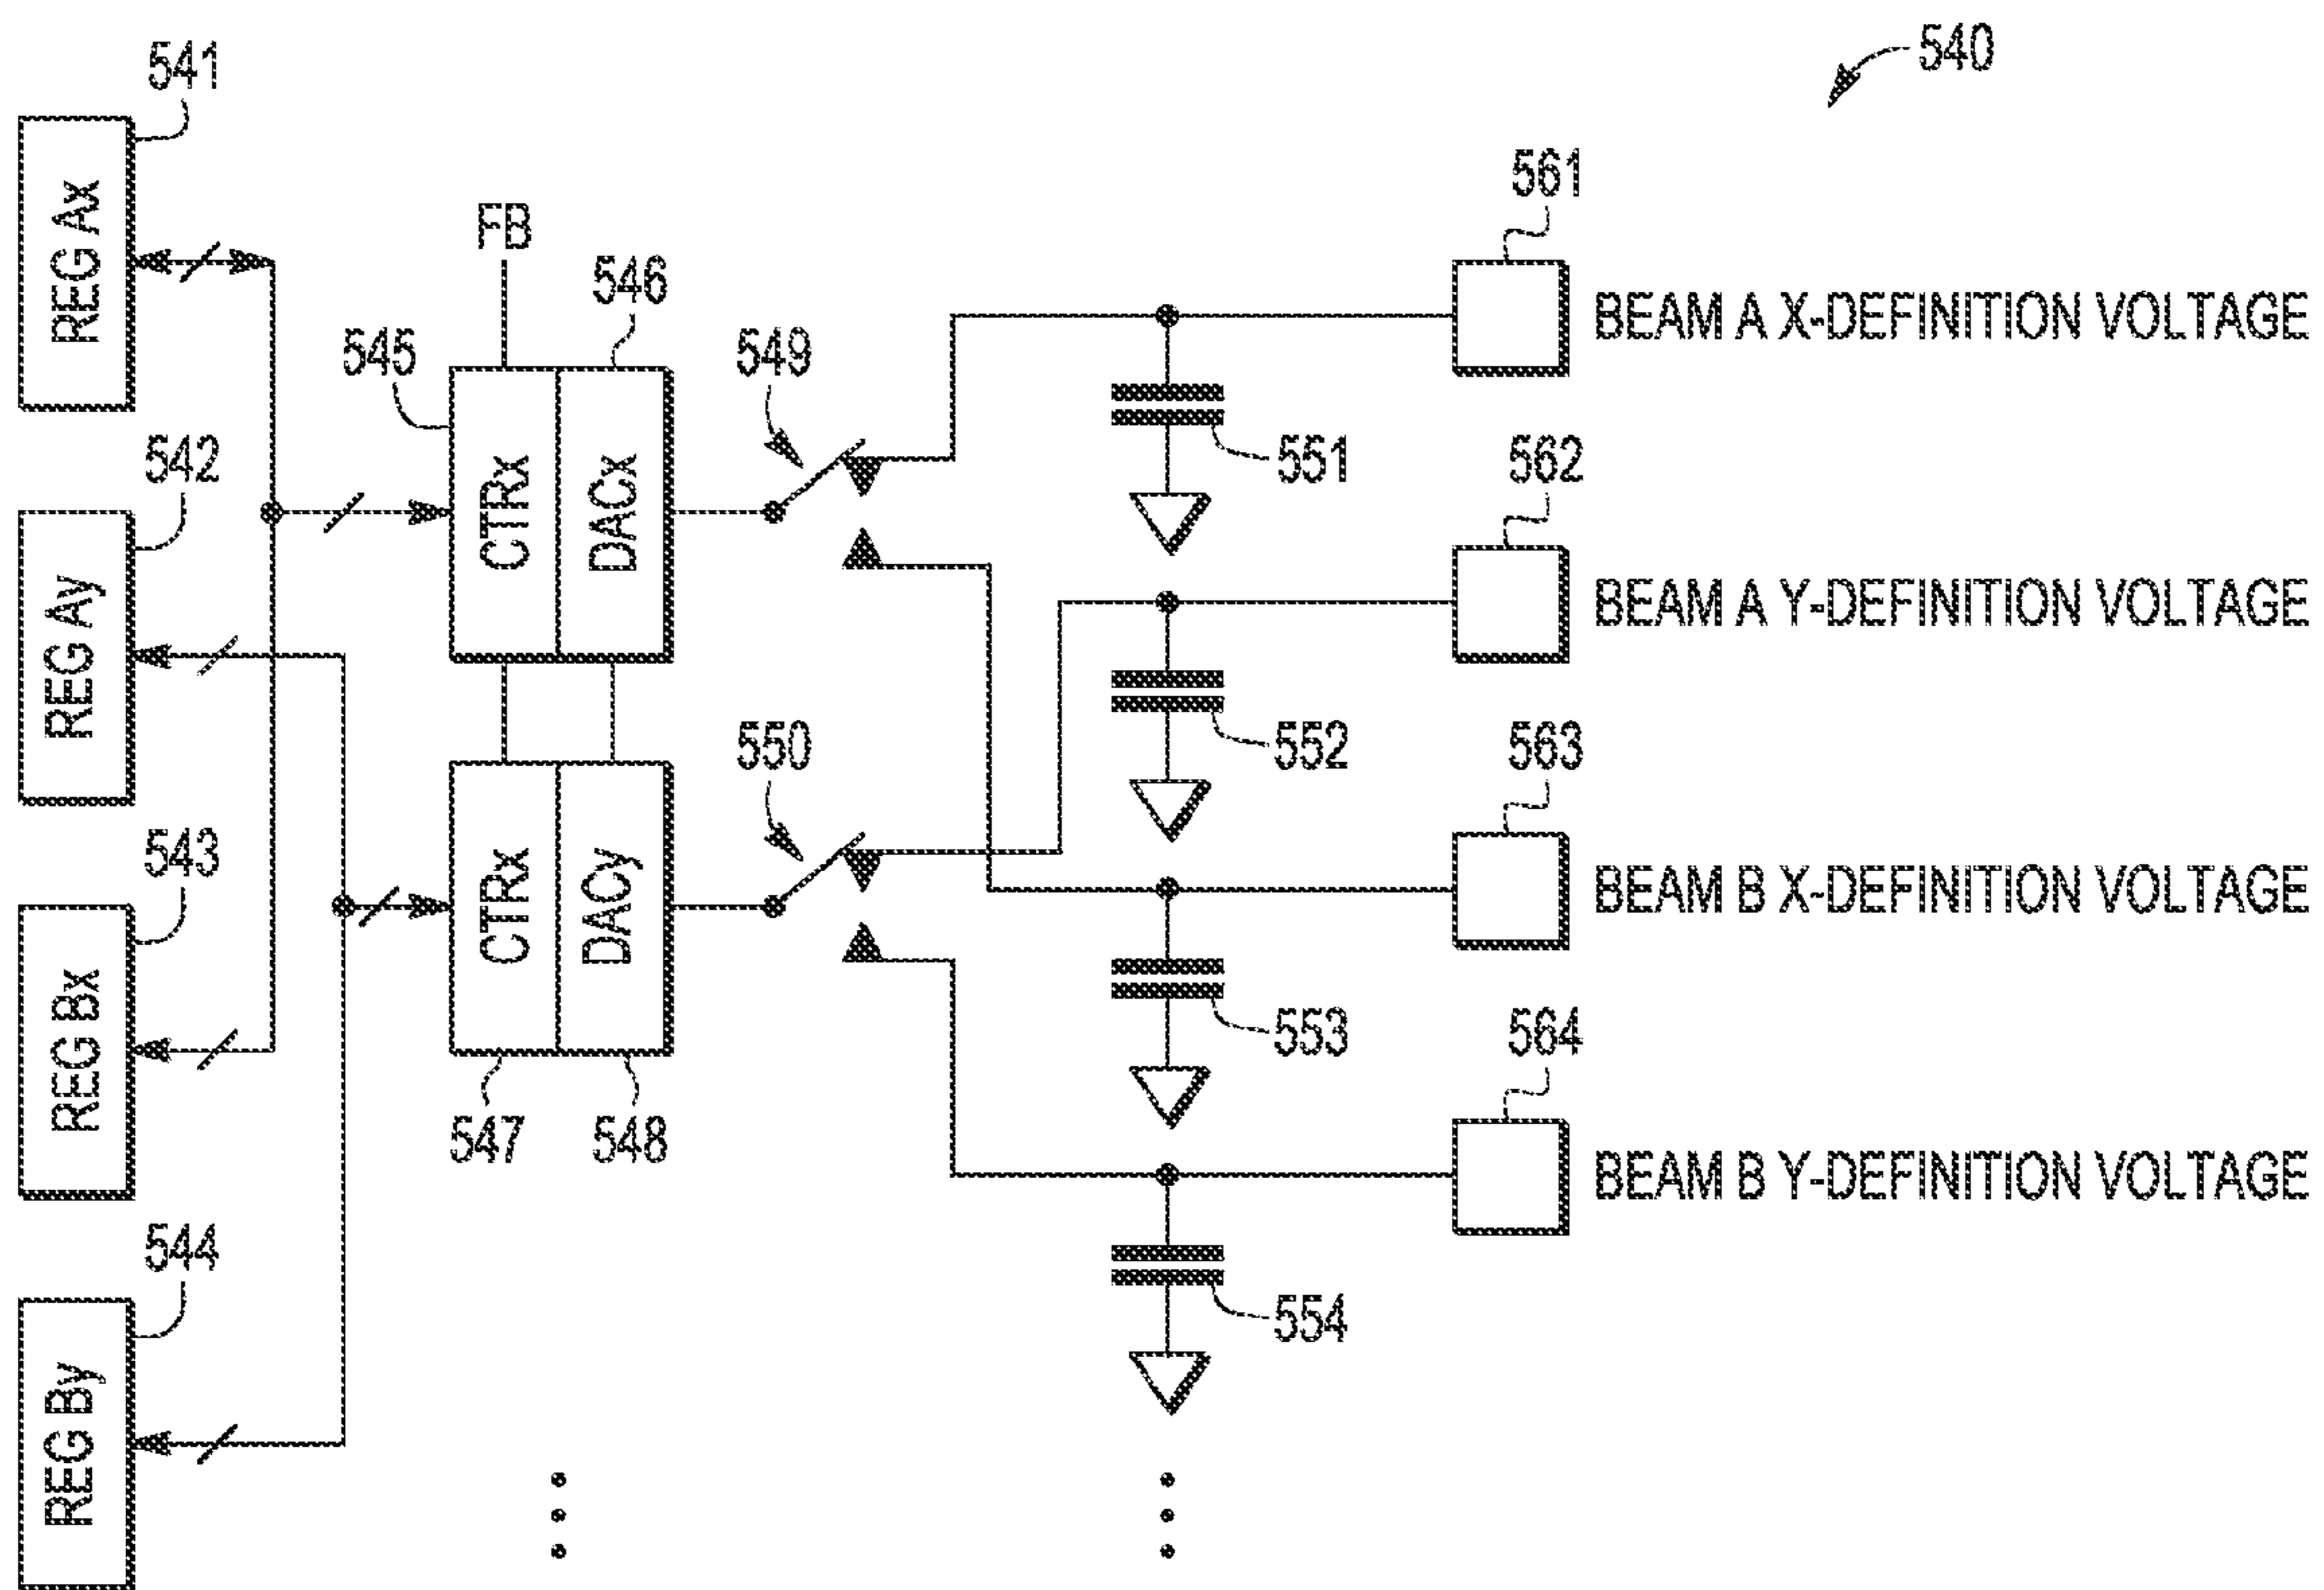 540
541
REG Ax
542
REG Ay
543
REG Bx
544
REG By
FB
545
546
CTRx
DACx
549
CTRx
DACy
547
548
550
551
552
553
554
561
BEAM A X-DEFINITION VOLTAGE
562
BEAM A Y-DEFINITION VOLTAGE
563
BEAM B X-DEFINITION VOLTAGE
564
BEAM B Y-DEFINITION VOLTAGE